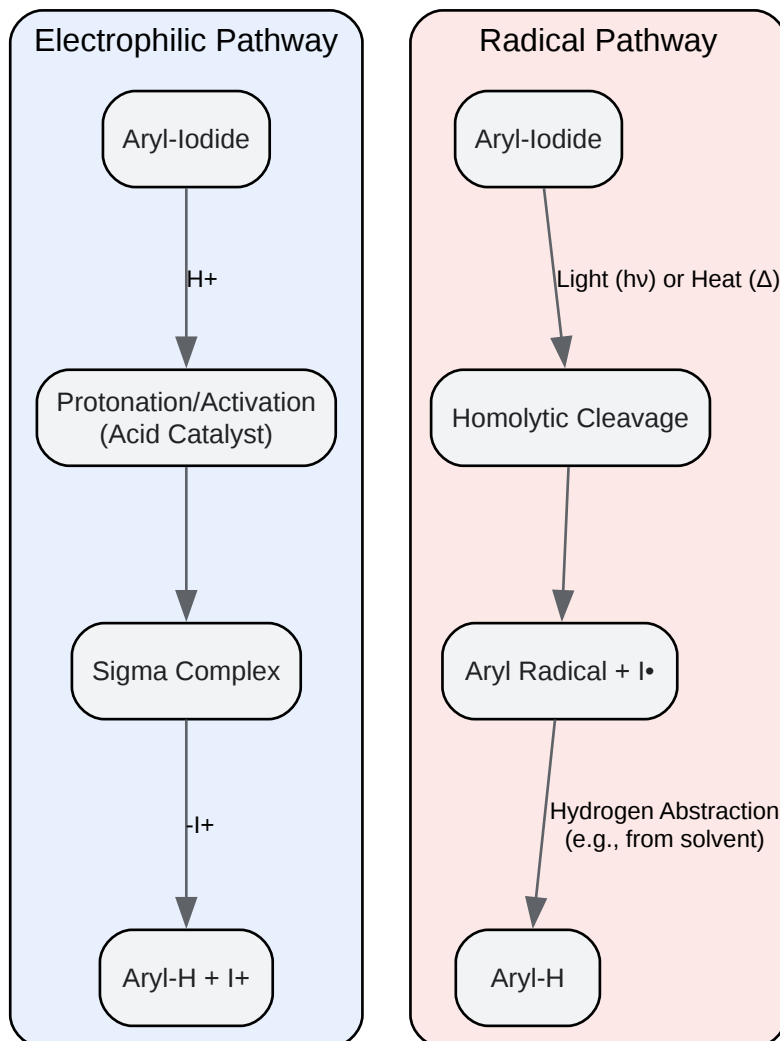 Electrophilic Pathway
Aryl-Iodide
H+
Protonation/Activation
(Acid Catalyst)
Sigma Complex
-I+
Aryl-H + I+
Radical Pathway
Aryl-Iodide
Light (hν) or Heat (Δ)
Homolytic Cleavage
Aryl Radical + I•
Hydrogen Abstraction
(e.g., from solvent)
Aryl-H